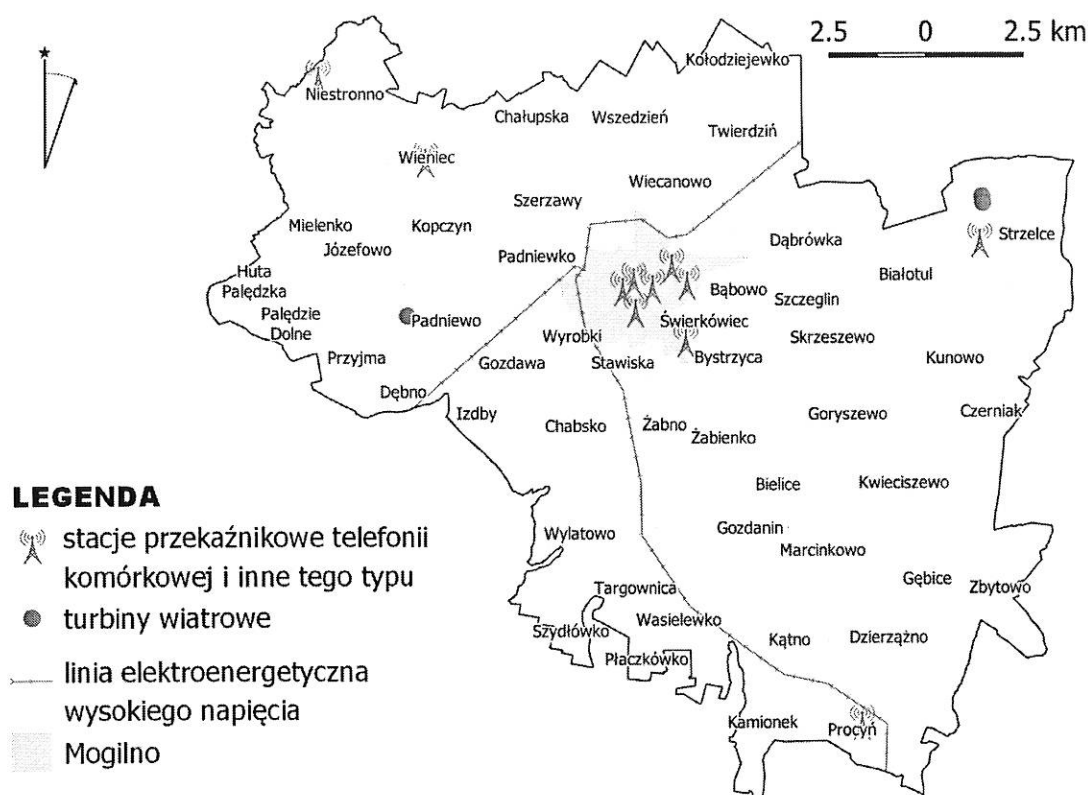 2.5 0 2.5 km
Kołodziejewko
Niestronno
Chałupska Wszedzień
Twierdziń
Wieniec
Wiecanowo
Szerzawy
Mielenko Kopczyn
Strzelce
Józefowo
Dąbrówka
Padniewko
Huta
Palędzka
Białotul
Bąbowo
Szczeglin
Palędzie
Dolne
Padniewo
Świerkówiec
Wyrobki
Skrzeszewo
Przyjma
Gozdawa
Stawiska
Bystrzyca
Kunowo
Dębno
Izdby
Goryszewo
Czerniak
Chabsko
Żabno
Żabienko
Bielice
Kwieciszewo
LEGENDA
stacje przekaźnikowe telefonii
komórkowej i inne tego typu
turbiny wiatrowe
linia elektroenergetyczna
wysokiego napięcia
Mogilno
Wylatowo
Gozdanin
Marcinkowo
Gębice
Zbytowo
Targownica
Wasielewko
Szydłówko
Kątno
Dzierzążno
Płaczkówko
Kamionek
Procyń